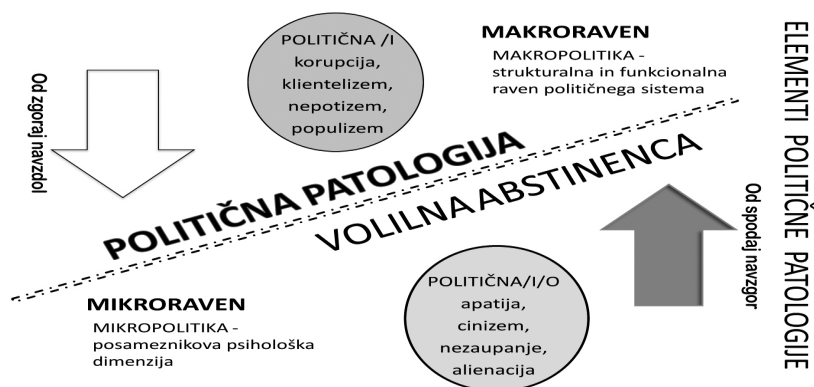 POLITIČNA /I
korupcija,
klientelizem,
nepotizem,
populizem
MAKRORAVEN
MAKROPOLITIKA -
strukturalna in funkcionalna
raven političnega sistema
Od zgoraj navzdol
POLITIČNA PATOLOGIJA
VOLILNA ABSTINENCA
MIKRORAVEN
MIKROPOLITIKA -
posameznikova psihološka
dimenzija
POLITIČNA/I/O
apatija,
cinizem,
nezaupanje,
alienacija
Od spodaj navzgor
ELEMENTI POLITIČNE PATOLOGIJE